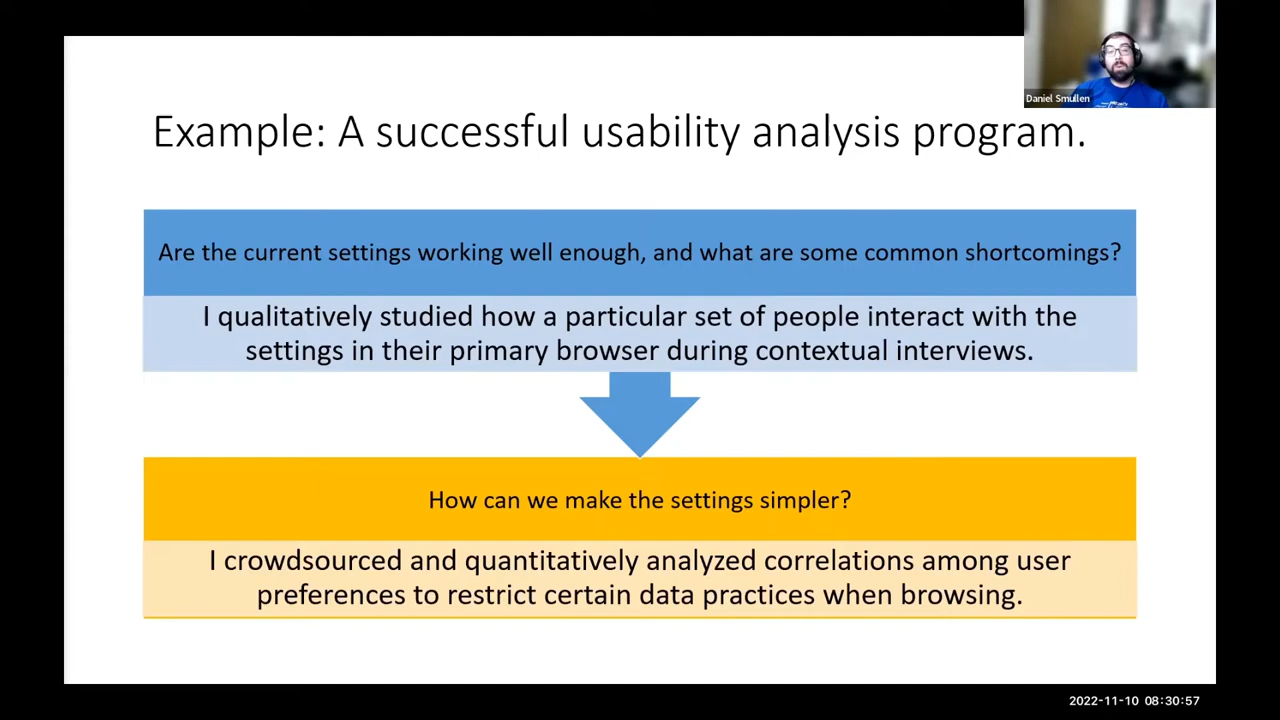 Daniel Smullen
Example: A successful usability analysis program.
Are the current settings working well enough, and what are some common shortcomings?
I qualitatively studied how a particular set of people interact with the
settings in their primary browser during contextual interviews.
How can we make the settings simpler?
I crowdsourced and quantitatively analyzed correlations among user
preferences to restrict certain data practices when browsing.
2022-11-10 08:30:57